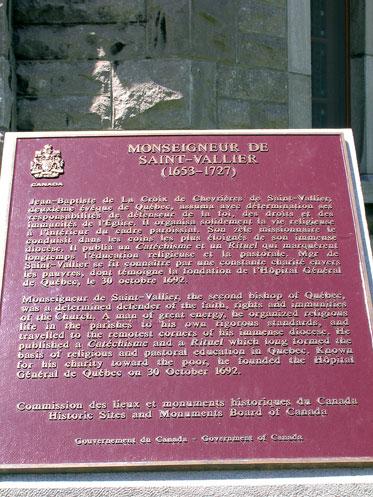 CANADA
MONSEIGNEUR DE
SAINT-VALLIER
(1653-1727)
Jean-Baptiste de La Croix de Chevrières de Saint-Vallier,
deuxième évêque de Québec, assuma avec détermination ses
responsabilités de défenseur de la foi, des droits et des
immunités de l'Église. Il organisa solidement la vie religieuse
à l'intérieur du cadre paroissial. Son zèle missionnaire le
conduisit dans les coins les plus éloignés de son immense
diocèse. Il publia un Catéchisme et un Rituel qui marquèrent
longtemps l'éducation religieuse et la pastorale. Mgr de
Saint-Vallier se fit connaître par une constante charité envers
les pauvres, dont témoigne la fondation de l'Hôpital Général
de Québec, le 30 octobre 1692.
Monseigneur de Saint-Vallier, the second bishop of Québec,
was a determined defender of the faith, rights and immunities
of the Church. A man of great energy, he organized religious
life in the parishes to his own rigorous standards, and
travelled to the remotest corners of his immense diocese. He
published a Catéchisme and a Rituel which long formed the
basis of religious and pastoral education in Québec. Known
for his charity toward the poor, he founded the Hôpital
Général de Québec on 30 October 1692.
Commission des lieux et monuments historiques du Canada
Historic Sites and Monuments Board of Canada
Gouvernement du Canada - Government of Canada